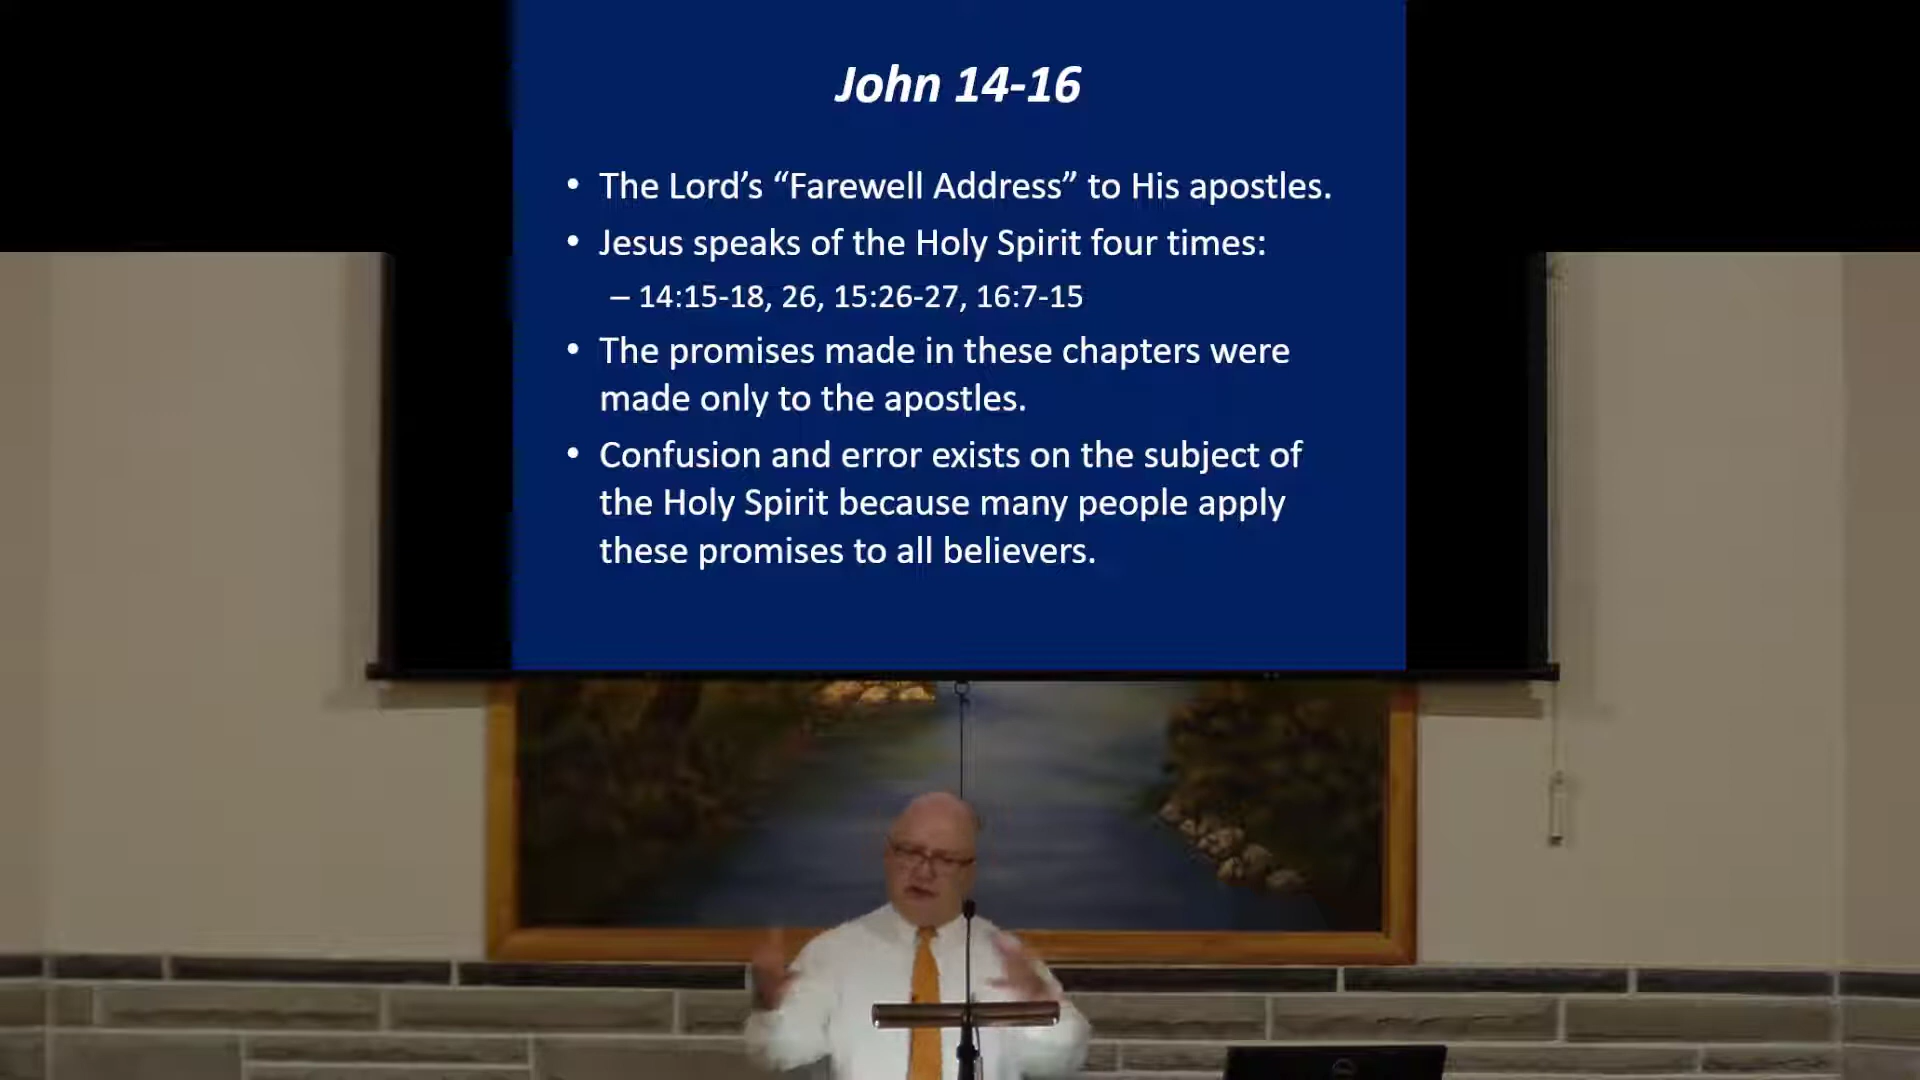 John 14-16
• The Lord’s “Farewell Address” to His apostles.
• Jesus speaks of the Holy Spirit four times:
– 14:15-18, 26, 15:26-27, 16:7-15
• The promises made in these chapters were
made only to the apostles.
• Confusion and error exists on the subject of
the Holy Spirit because many people apply
these promises to all believers.